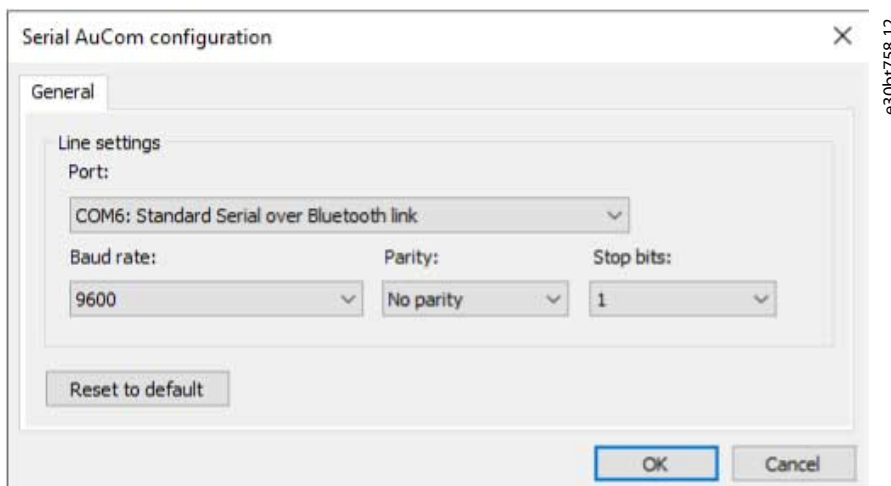 Serial AuCom configuration
General
Line settings
Port:
COM6: Standard Serial over Bluetooth link
Baud rate: Parity: Stop bits:
9600 No parity 1
Reset to default
OK Cancel
e30bt758.12